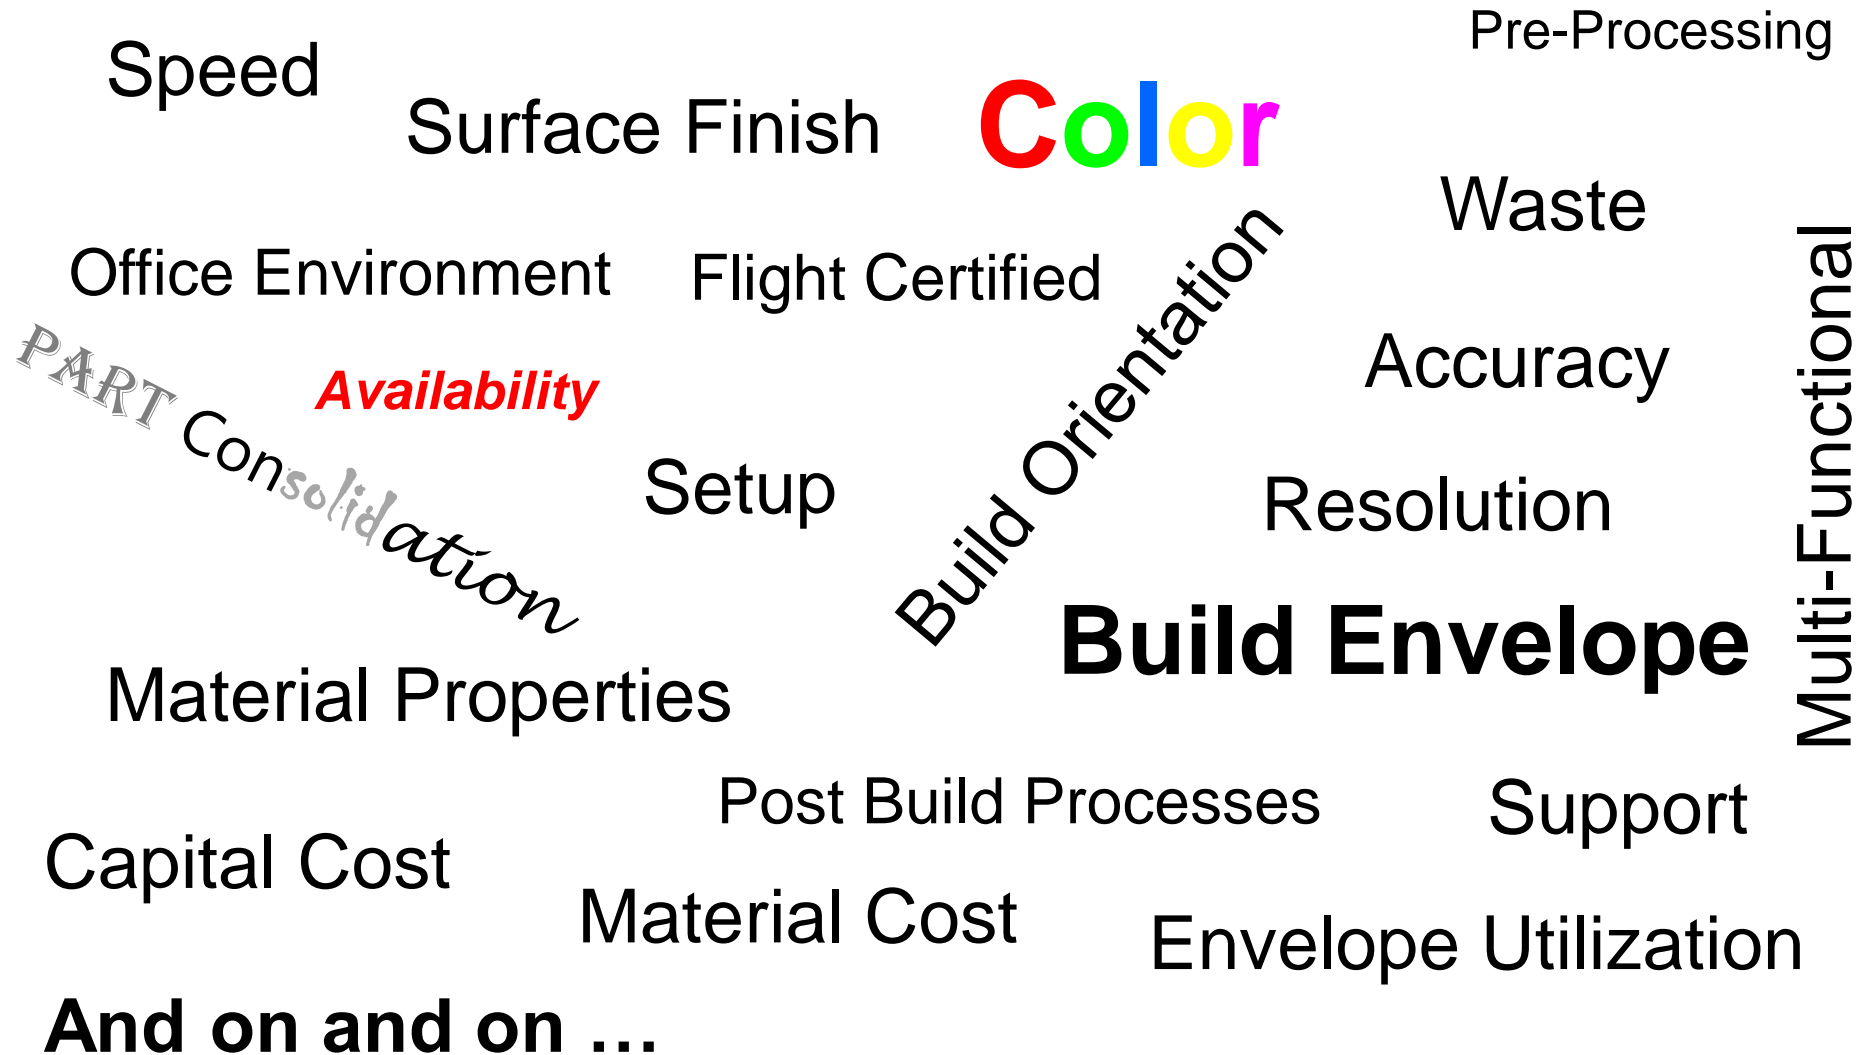 Pre-Processing
Speed
Surface Finish
Color
Waste
Office Environment
Flight Certified
Build Orientation
Multi-Functional
PART Consolidation
Availability
Accuracy
Setup
Resolution
Build Envelope
Material Properties
Post Build Processes
Support
Capital Cost
Material Cost
Envelope Utilization
And on and on …